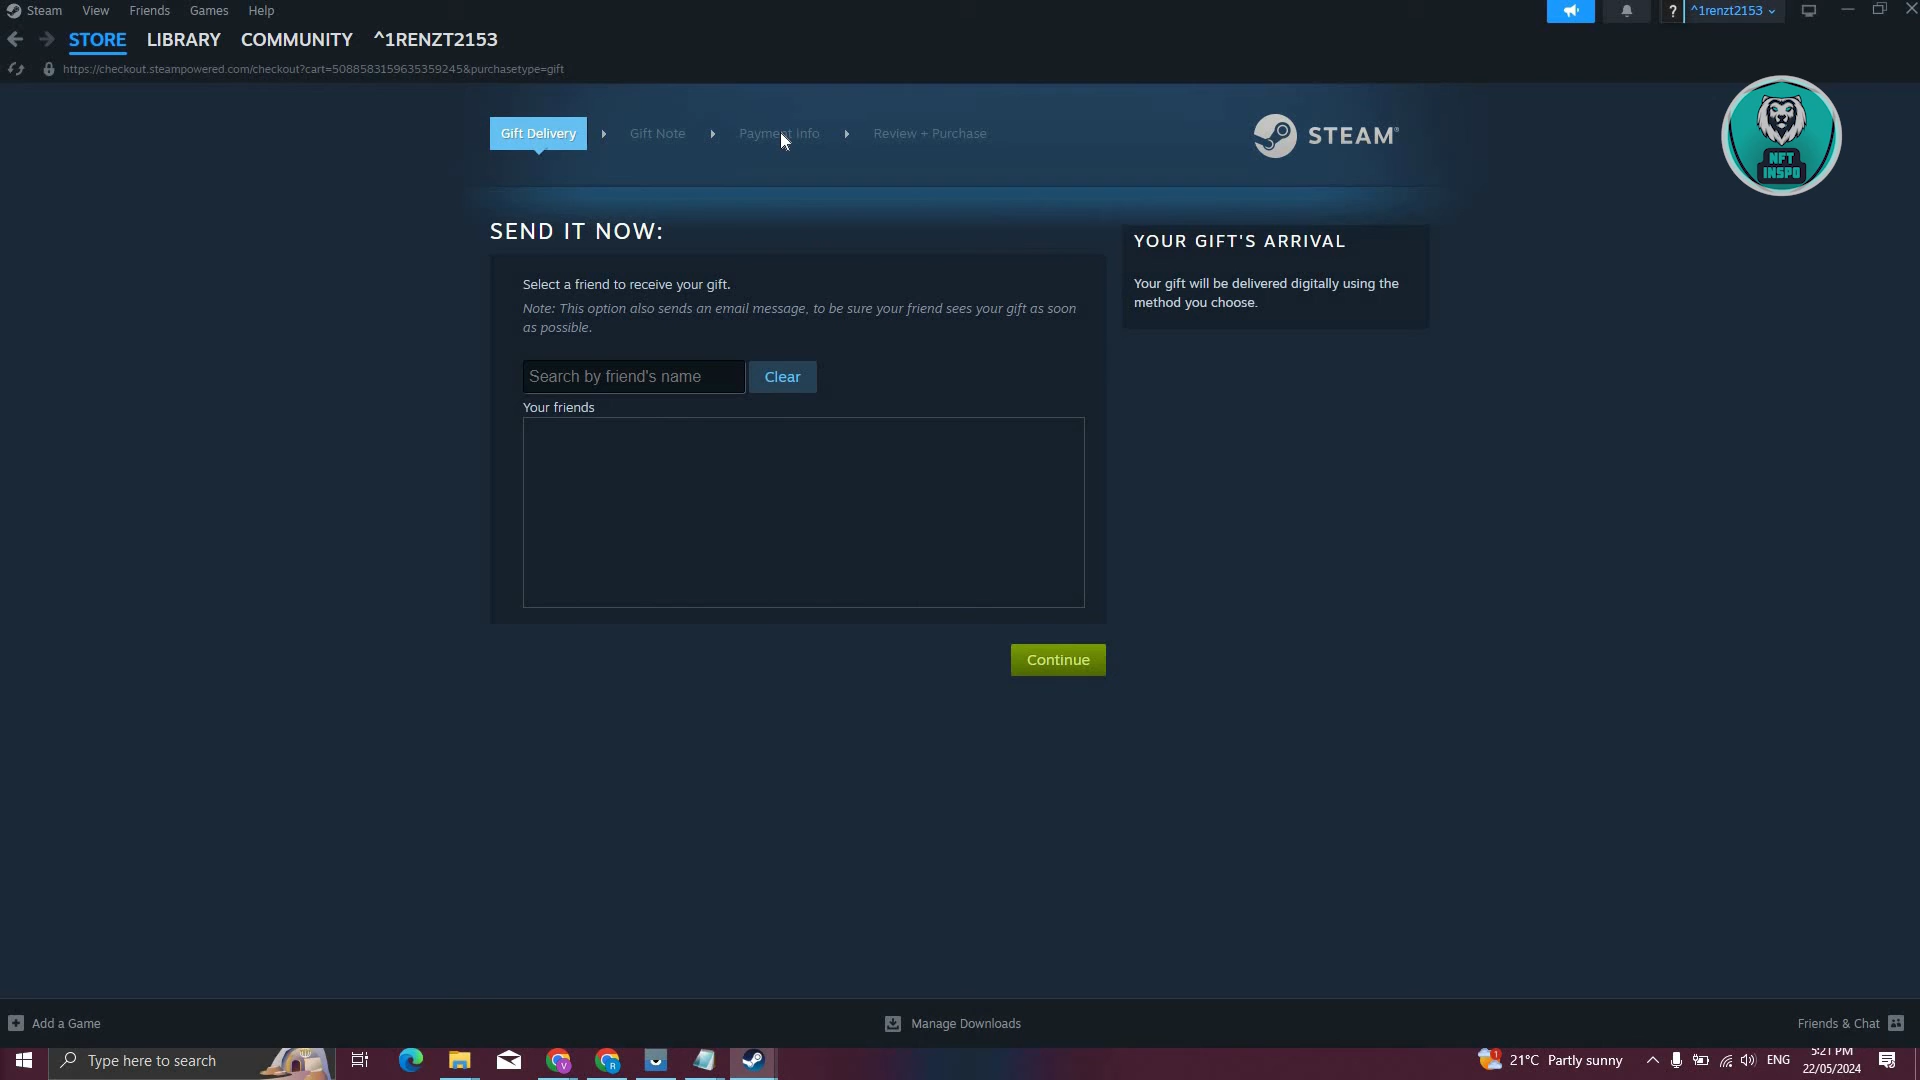 Steam View Friends Games Help
^1renzt2153
STORE LIBRARY COMMUNITY ^1RENZT2153
https://checkout.steampowered.com/checkout?cart=5088583159635359245&purchasetype=gift
Gift Delivery Gift Note Payment Info Review + Purchase
STEAM®
NFT
INSPO
SEND IT NOW:
Select a friend to receive your gift.
Note: This option also sends an email message, to be sure your friend sees your gift as soon
as possible.
Search by friend's name Clear
Your friends
Continue
YOUR GIFT'S ARRIVAL
Your gift will be delivered digitally using the
method you choose.
Add a Game Manage Downloads Friends & Chat
Type here to search
1 21°C Partly sunny ENG 5:21 PM
22/05/2024